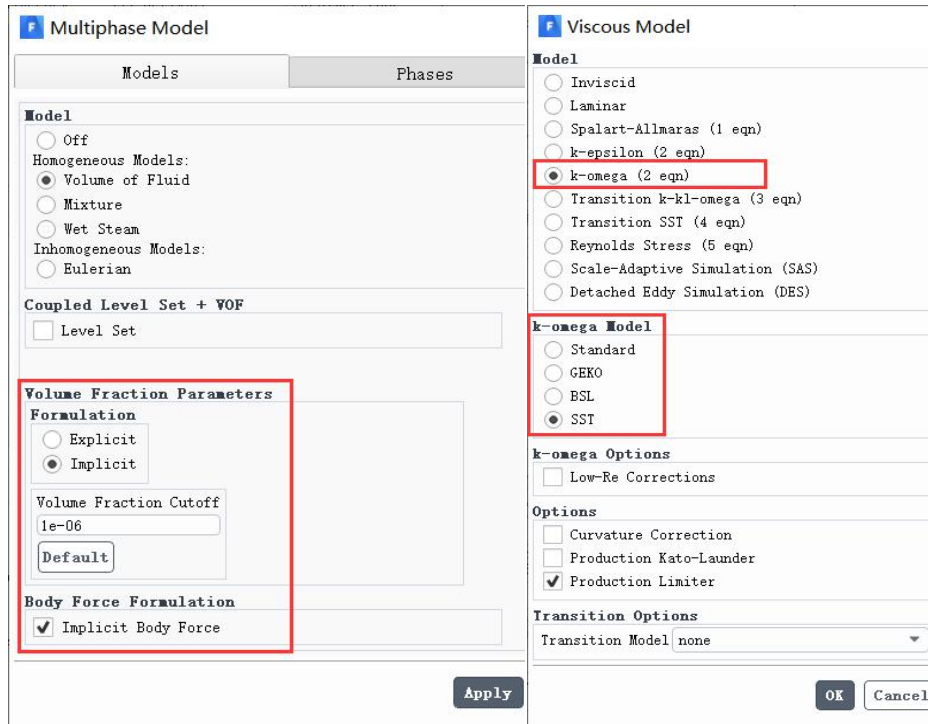 Multiphase Model
Models
Phases
Model
Off
Homogeneous Models:
Volume of Fluid
Mixture
Wet Steam
Inhomogeneous Models:
Eulerian
Coupled Level Set + VOF
Level Set
Volume Fraction Parameters
Formulation
Explicit
Implicit
Volume Fraction Cutoff
1e-06
Default
Body Force Formulation
Implicit Body Force
Apply
Viscous Model
Model
Inviscid
Laminar
Spalart-Allmaras (1 eqn)
k-epsilon (2 eqn)
k-omega (2 eqn)
Transition k-kl-omega (3 eqn)
Transition SST (4 eqn)
Reynolds Stress (5 eqn)
Scale-Adaptive Simulation (SAS)
Detached Eddy Simulation (DES)
k-omega Model
Standard
GEKO
BSL
SST
k-omega Options
Low-Re Corrections
Options
Curvature Correction
Production Kato-Launder
Production Limiter
Transition Options
Transition Model none
OK
Cancel